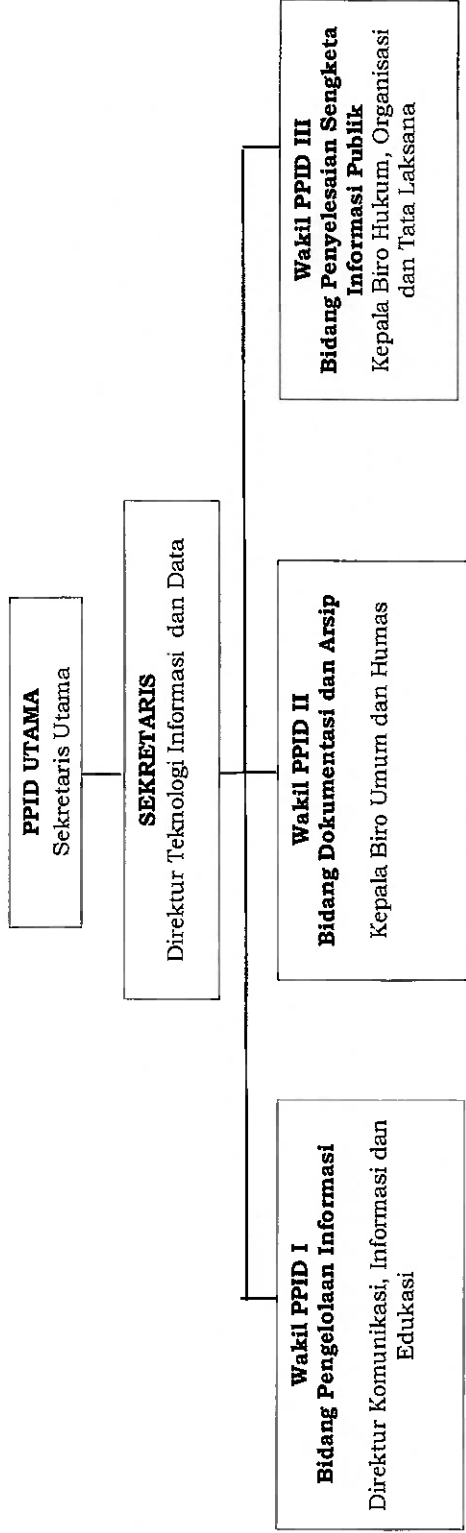 PPID UTAMA
Sekretaris Utama
SEKRETARIS
Direktur Teknologi Informasi dan Data
Wakil PPID I
Bidang Pengelolaan Informasi
Direktur Komunikasi, Informasi dan
Edukasi
Wakil PPID II
Bidang Dokumentasi dan Arsip
Kepala Biro Umum dan Humas
Wakil PPID III
Bidang Penyelesaian Sengketa
Informasi Publik
Kepala Biro Hukum, Organisasi
dan Tata Laksana